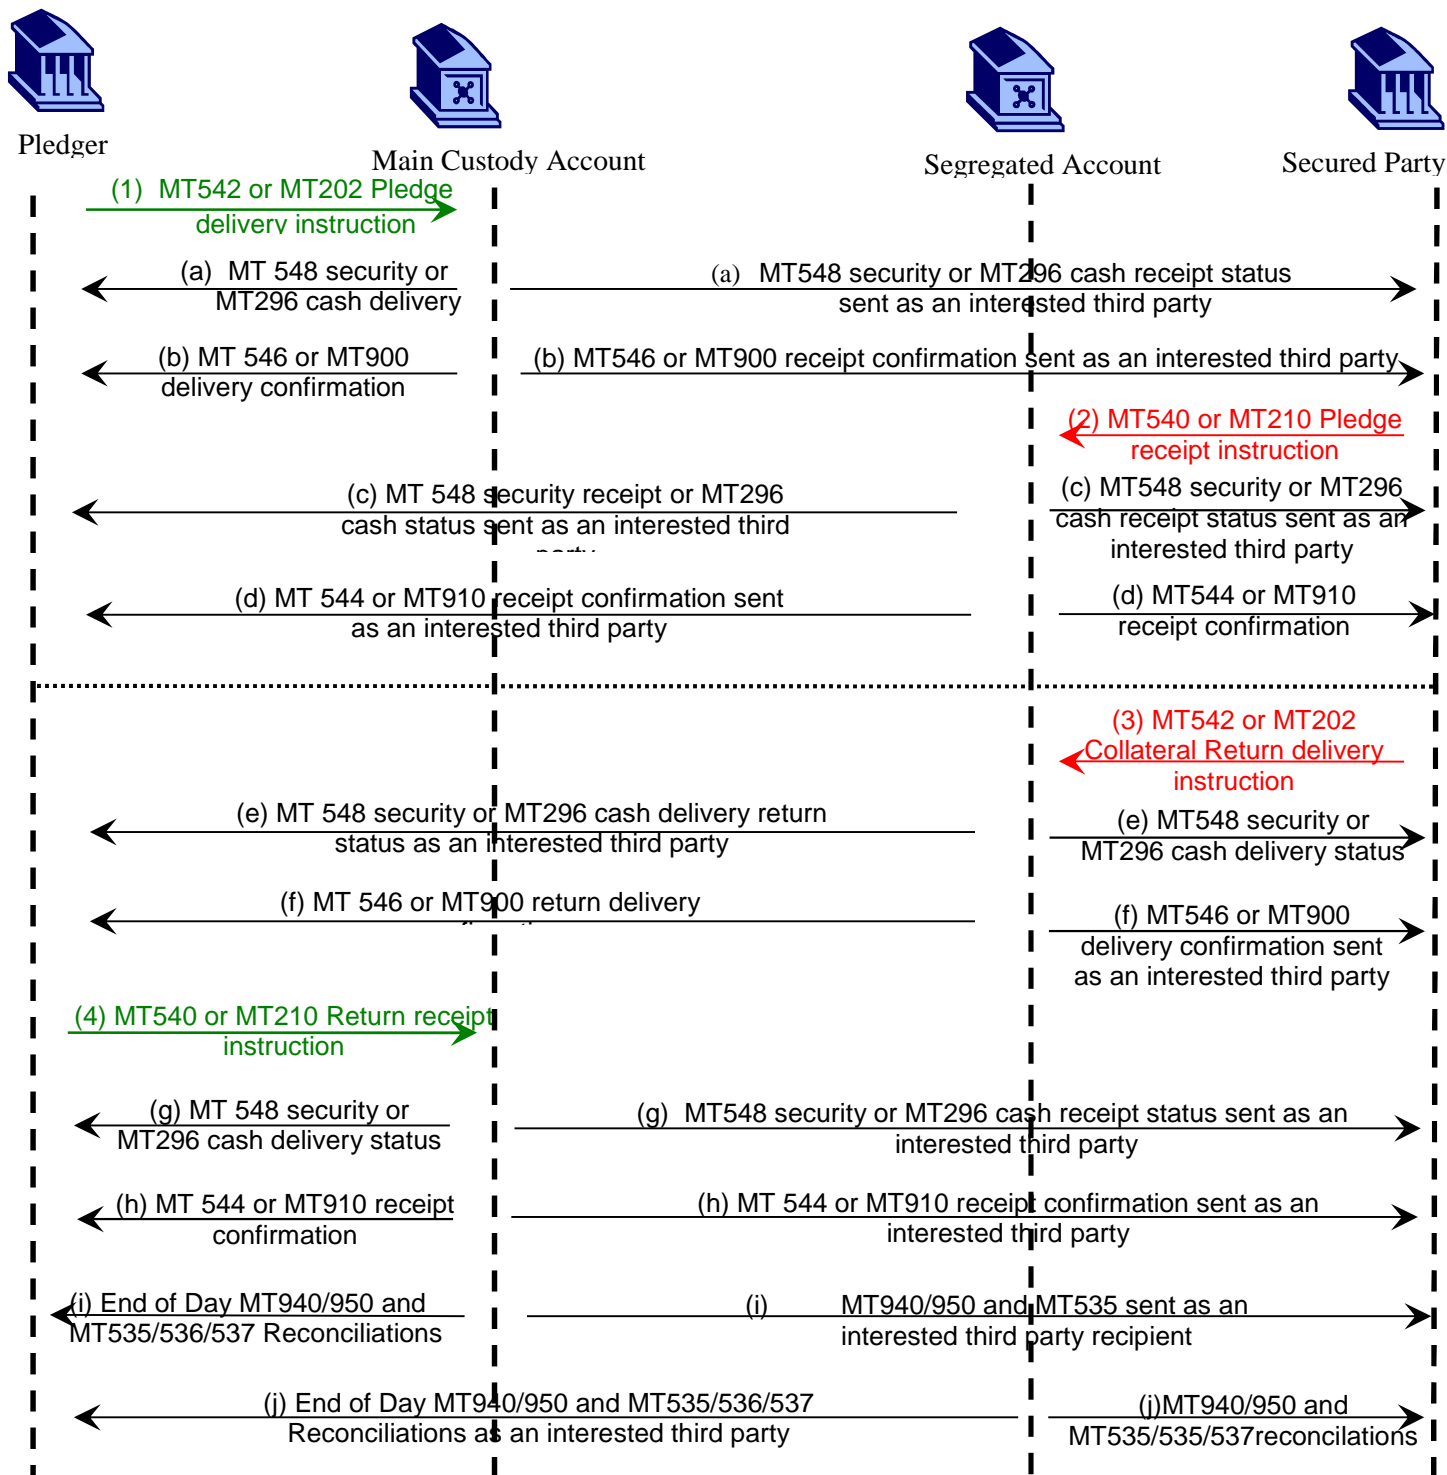 Pledger
Main Custody Account
Segregated Account
Secured Party
(1) MT542 or MT202 Pledge
delivery instruction
(a) MT 548 security or
MT296 cash delivery
(a) MT548 security or MT296 cash receipt status
sent as an interested third party
(b) MT 546 or MT900
delivery confirmation
(b) MT546 or MT900 receipt confirmation sent as an interested third party
(2) MT540 or MT210 Pledge
receipt instruction
(c) MT 548 security receipt or MT296
cash status sent as an interested third
party
(c) MT548 security or MT296
cash receipt status sent as an
interested third party
(d) MT 544 or MT910 receipt confirmation sent
as an interested third party
(d) MT544 or MT910
receipt confirmation
(3) MT542 or MT202
Collateral Return delivery
instruction
(e) MT 548 security or MT296 cash delivery return
status as an interested third party
(e) MT548 security or
MT296 cash delivery status
(f) MT 546 or MT900 return delivery
(f) MT546 or MT900
delivery confirmation sent
as an interested third party
(4) MT540 or MT210 Return receipt
instruction
(g) MT 548 security or
MT296 cash delivery status
(g) MT548 security or MT296 cash receipt status sent as an
interested third party
(h) MT 544 or MT910 receipt
confirmation
(h) MT 544 or MT910 receipt confirmation sent as an
interested third party
(i) End of Day MT940/950 and
MT535/536/537 Reconciliations
(i) MT940/950 and MT535 sent as an
interested third party recipient
(j) End of Day MT940/950 and MT535/536/537
Reconciliations as an interested third party
(j)MT940/950 and
MT535/535/537reconcilations